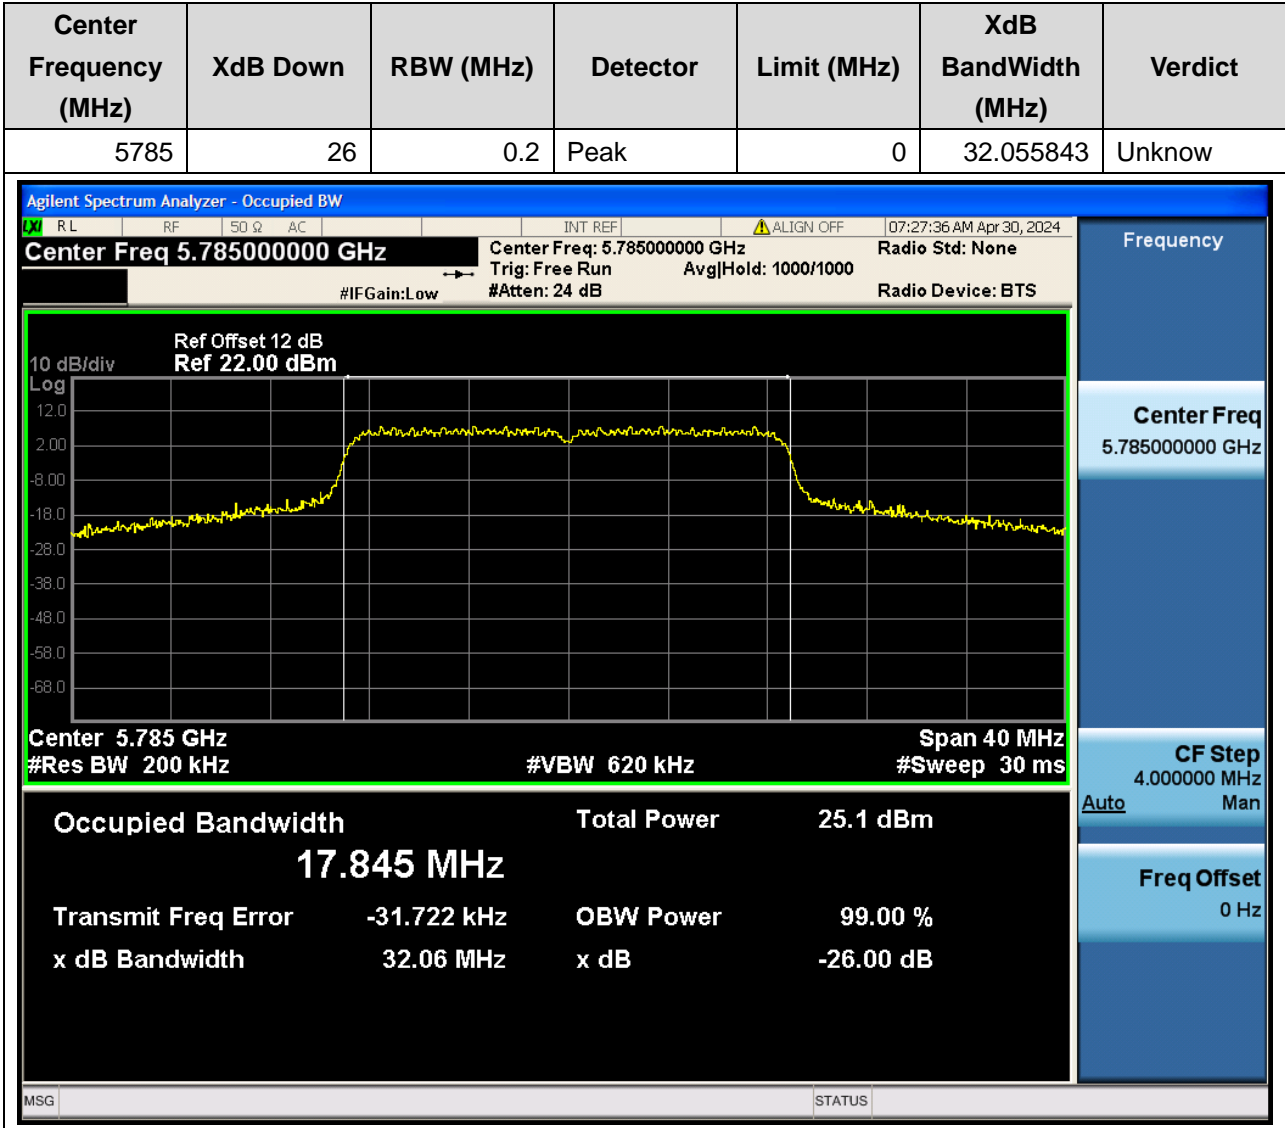 Center Frequency (MHz) XdB Down RBW (MHz) Detector Limit (MHz) XdB BandWidth (MHz) Verdict
5785 26 0.2 Peak 0 32.055843 Unknow
Agilent Spectrum Analyzer - Occupied BW
LXI RL RF 50 Ω AC INT REF ALIGN OFF 07:27:36 AM Apr 30, 2024
Center Freq 5.785000000 GHz
Center Freq: 5.785000000 GHz
Radio Std: None
Trig: Free Run Avg|Hold: 1000/1000
#IFGain:Low #Atten: 24 dB Radio Device: BTS
Ref Offset 12 dB
10 dB/div Ref 22.00 dBm
Log
12.0
2.00
-8.00
-18.0
-28.0
-38.0
-48.0
-58.0
-68.0
Center 5.785 GHz Span 40 MHz
#Res BW 200 kHz #VBW 620 kHz #Sweep 30 ms
Occupied Bandwidth Total Power 25.1 dBm
17.845 MHz
Transmit Freq Error -31.722 kHz OBW Power 99.00 %
x dB Bandwidth 32.06 MHz x dB -26.00 dB
Frequency
Center Freq
5.785000000 GHz
CF Step
4.000000 MHz
Auto Man
Freq Offset
0 Hz
MSG STATUS